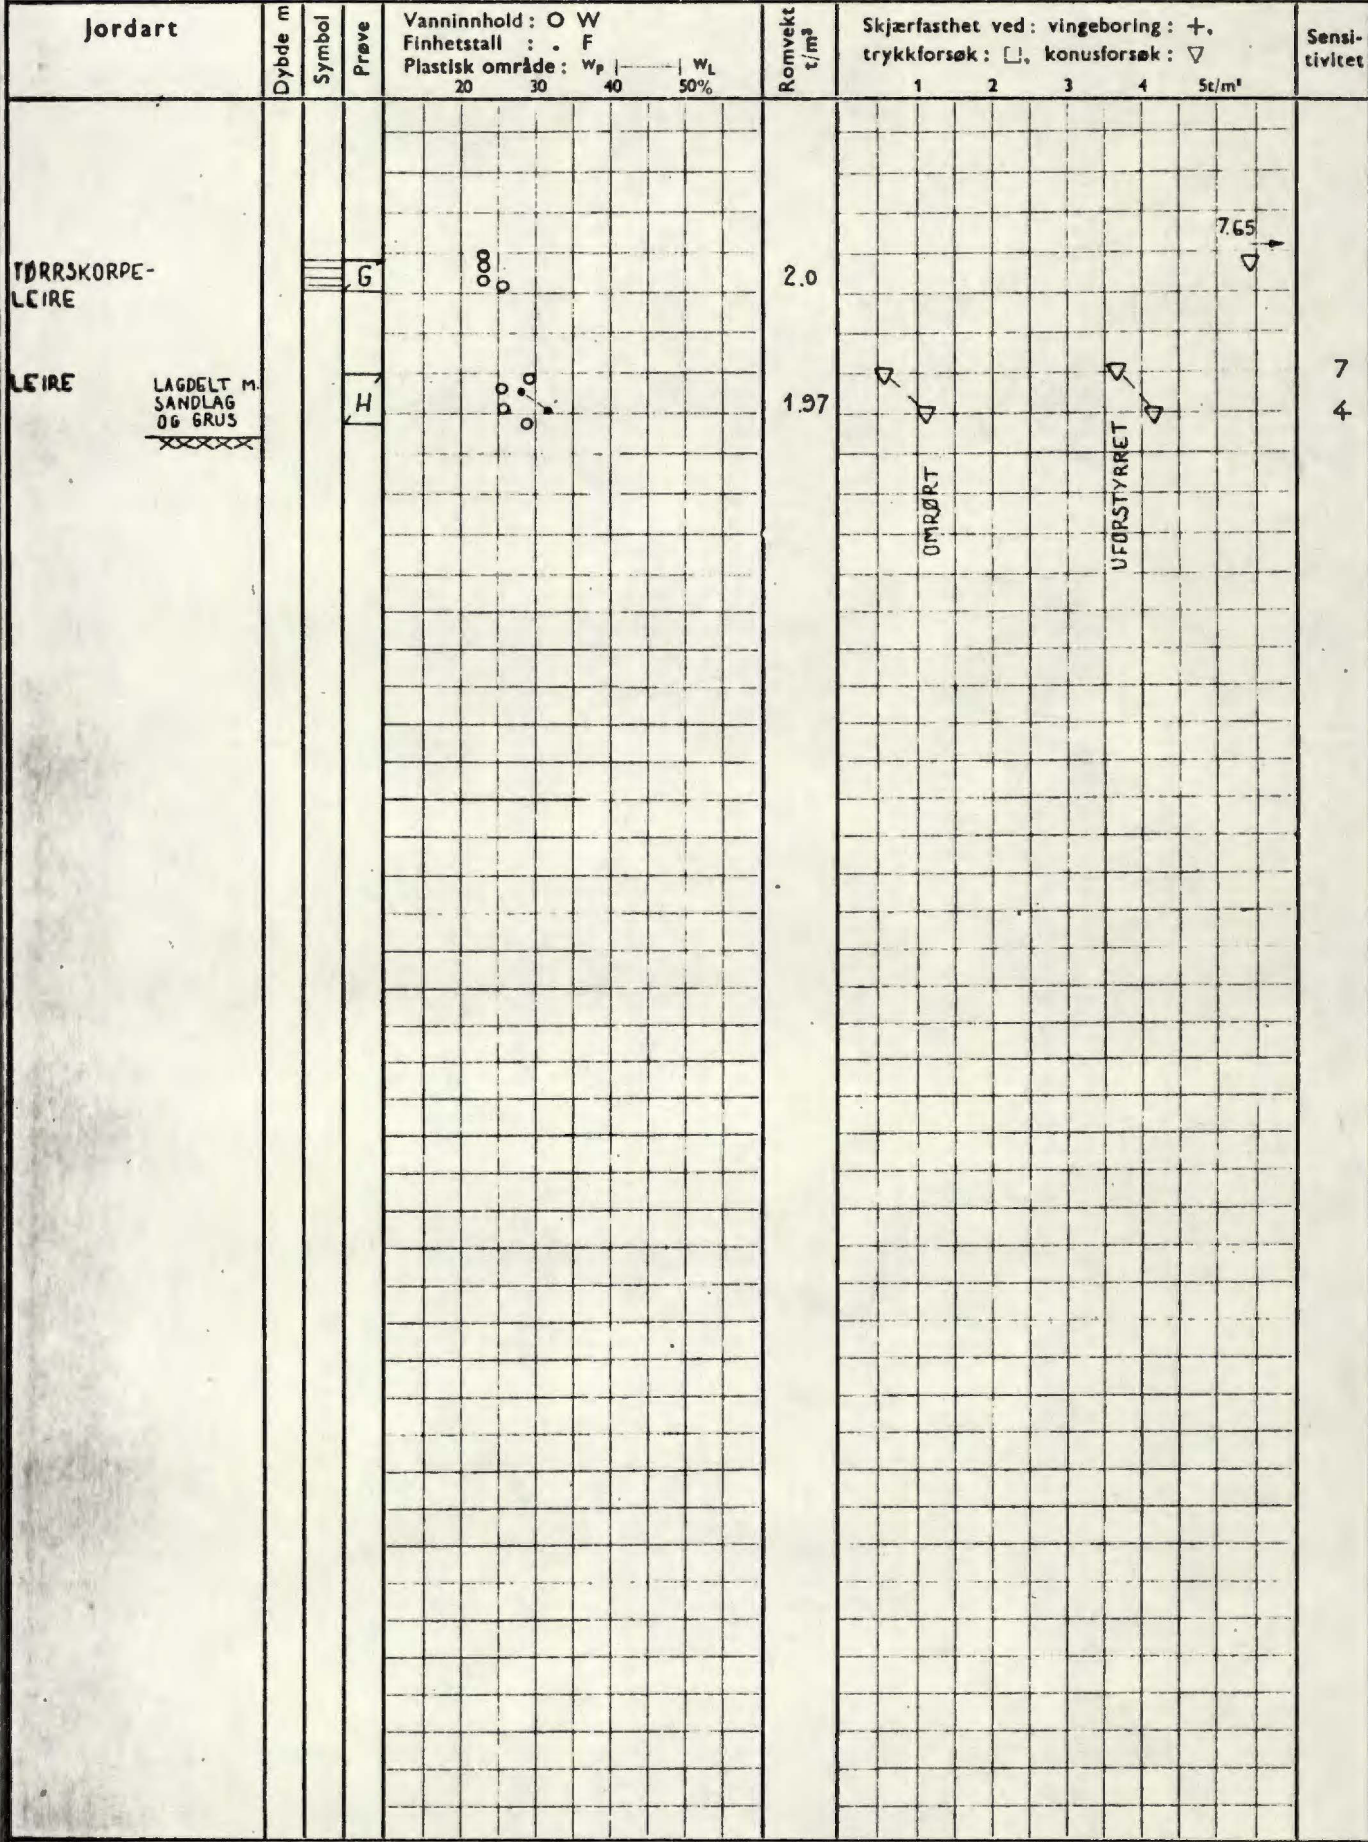 Jordart
Dybde m
Symbol
Prøve
Vanninnhold : O W
Finhetstall : . F
Plastisk område : wP |——| wL
20 30 40 50%
Romvekt t/m³
Skjærfasthet ved : vingeboring : +,
trykkforsøk : ⊔, konusforsøk : ▽
1 2 3 4 5t/m²
Sensi-
tivitet
7.65
TØRRSKORPE-
LEIRE
G
2.0
LEIRE
LAGDELT M.
SANDLAG
OG GRUS
H
1.97
7
4
OMRØRT
UFORSTYRRET